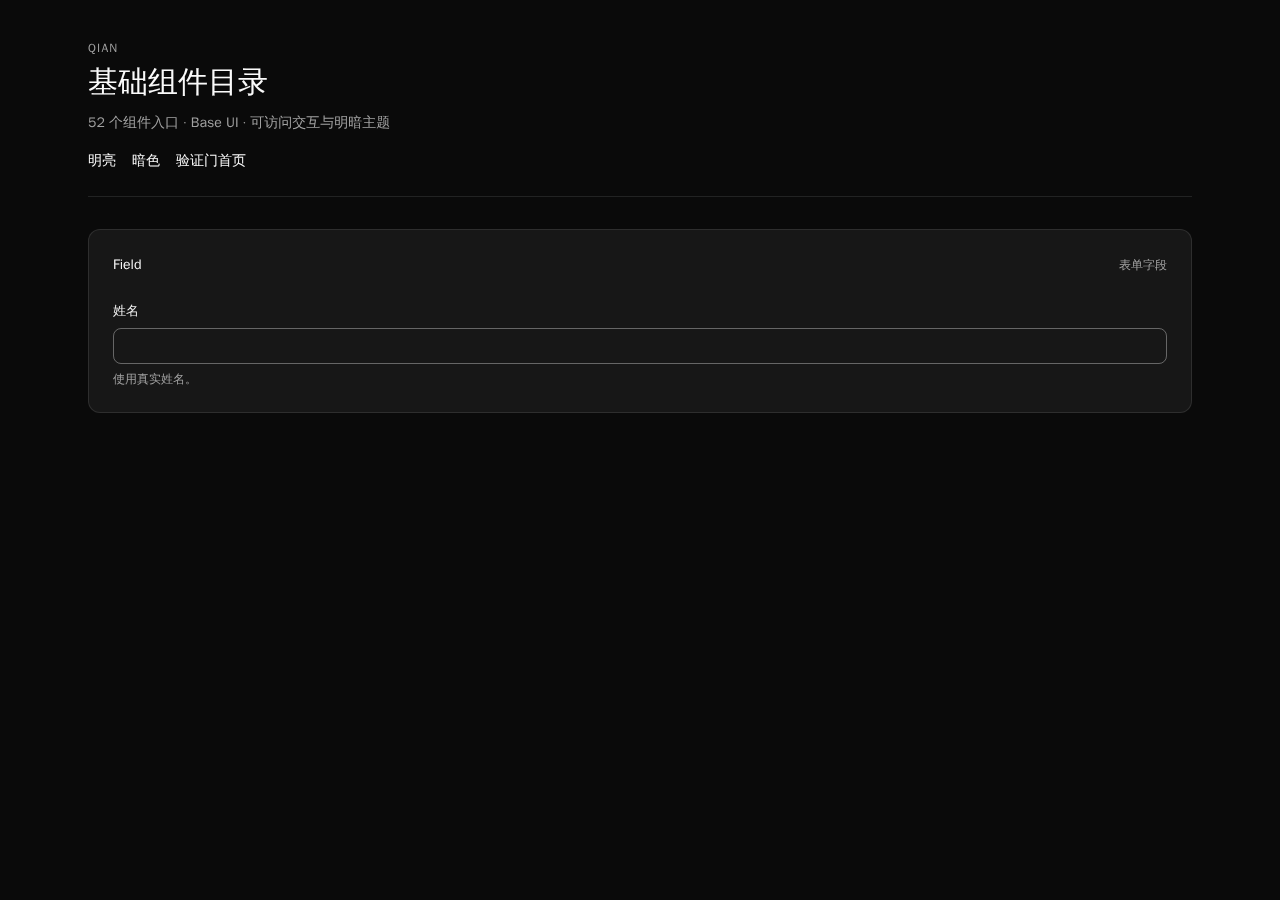 QIAN
基础组件目录
52 个组件入口 · Base UI · 可访问交互与明暗主题
明亮 暗色 验证门首页
Field 表单字段
姓名
使用真实姓名。